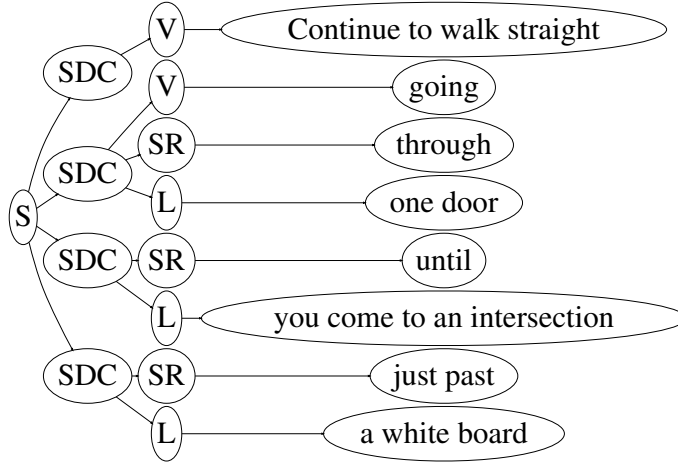 V Continue to walk straight
SDC
V going
SR through
SDC
L one door
S
SDC SR until
L you come to an intersection
SDC SR just past
L a white board